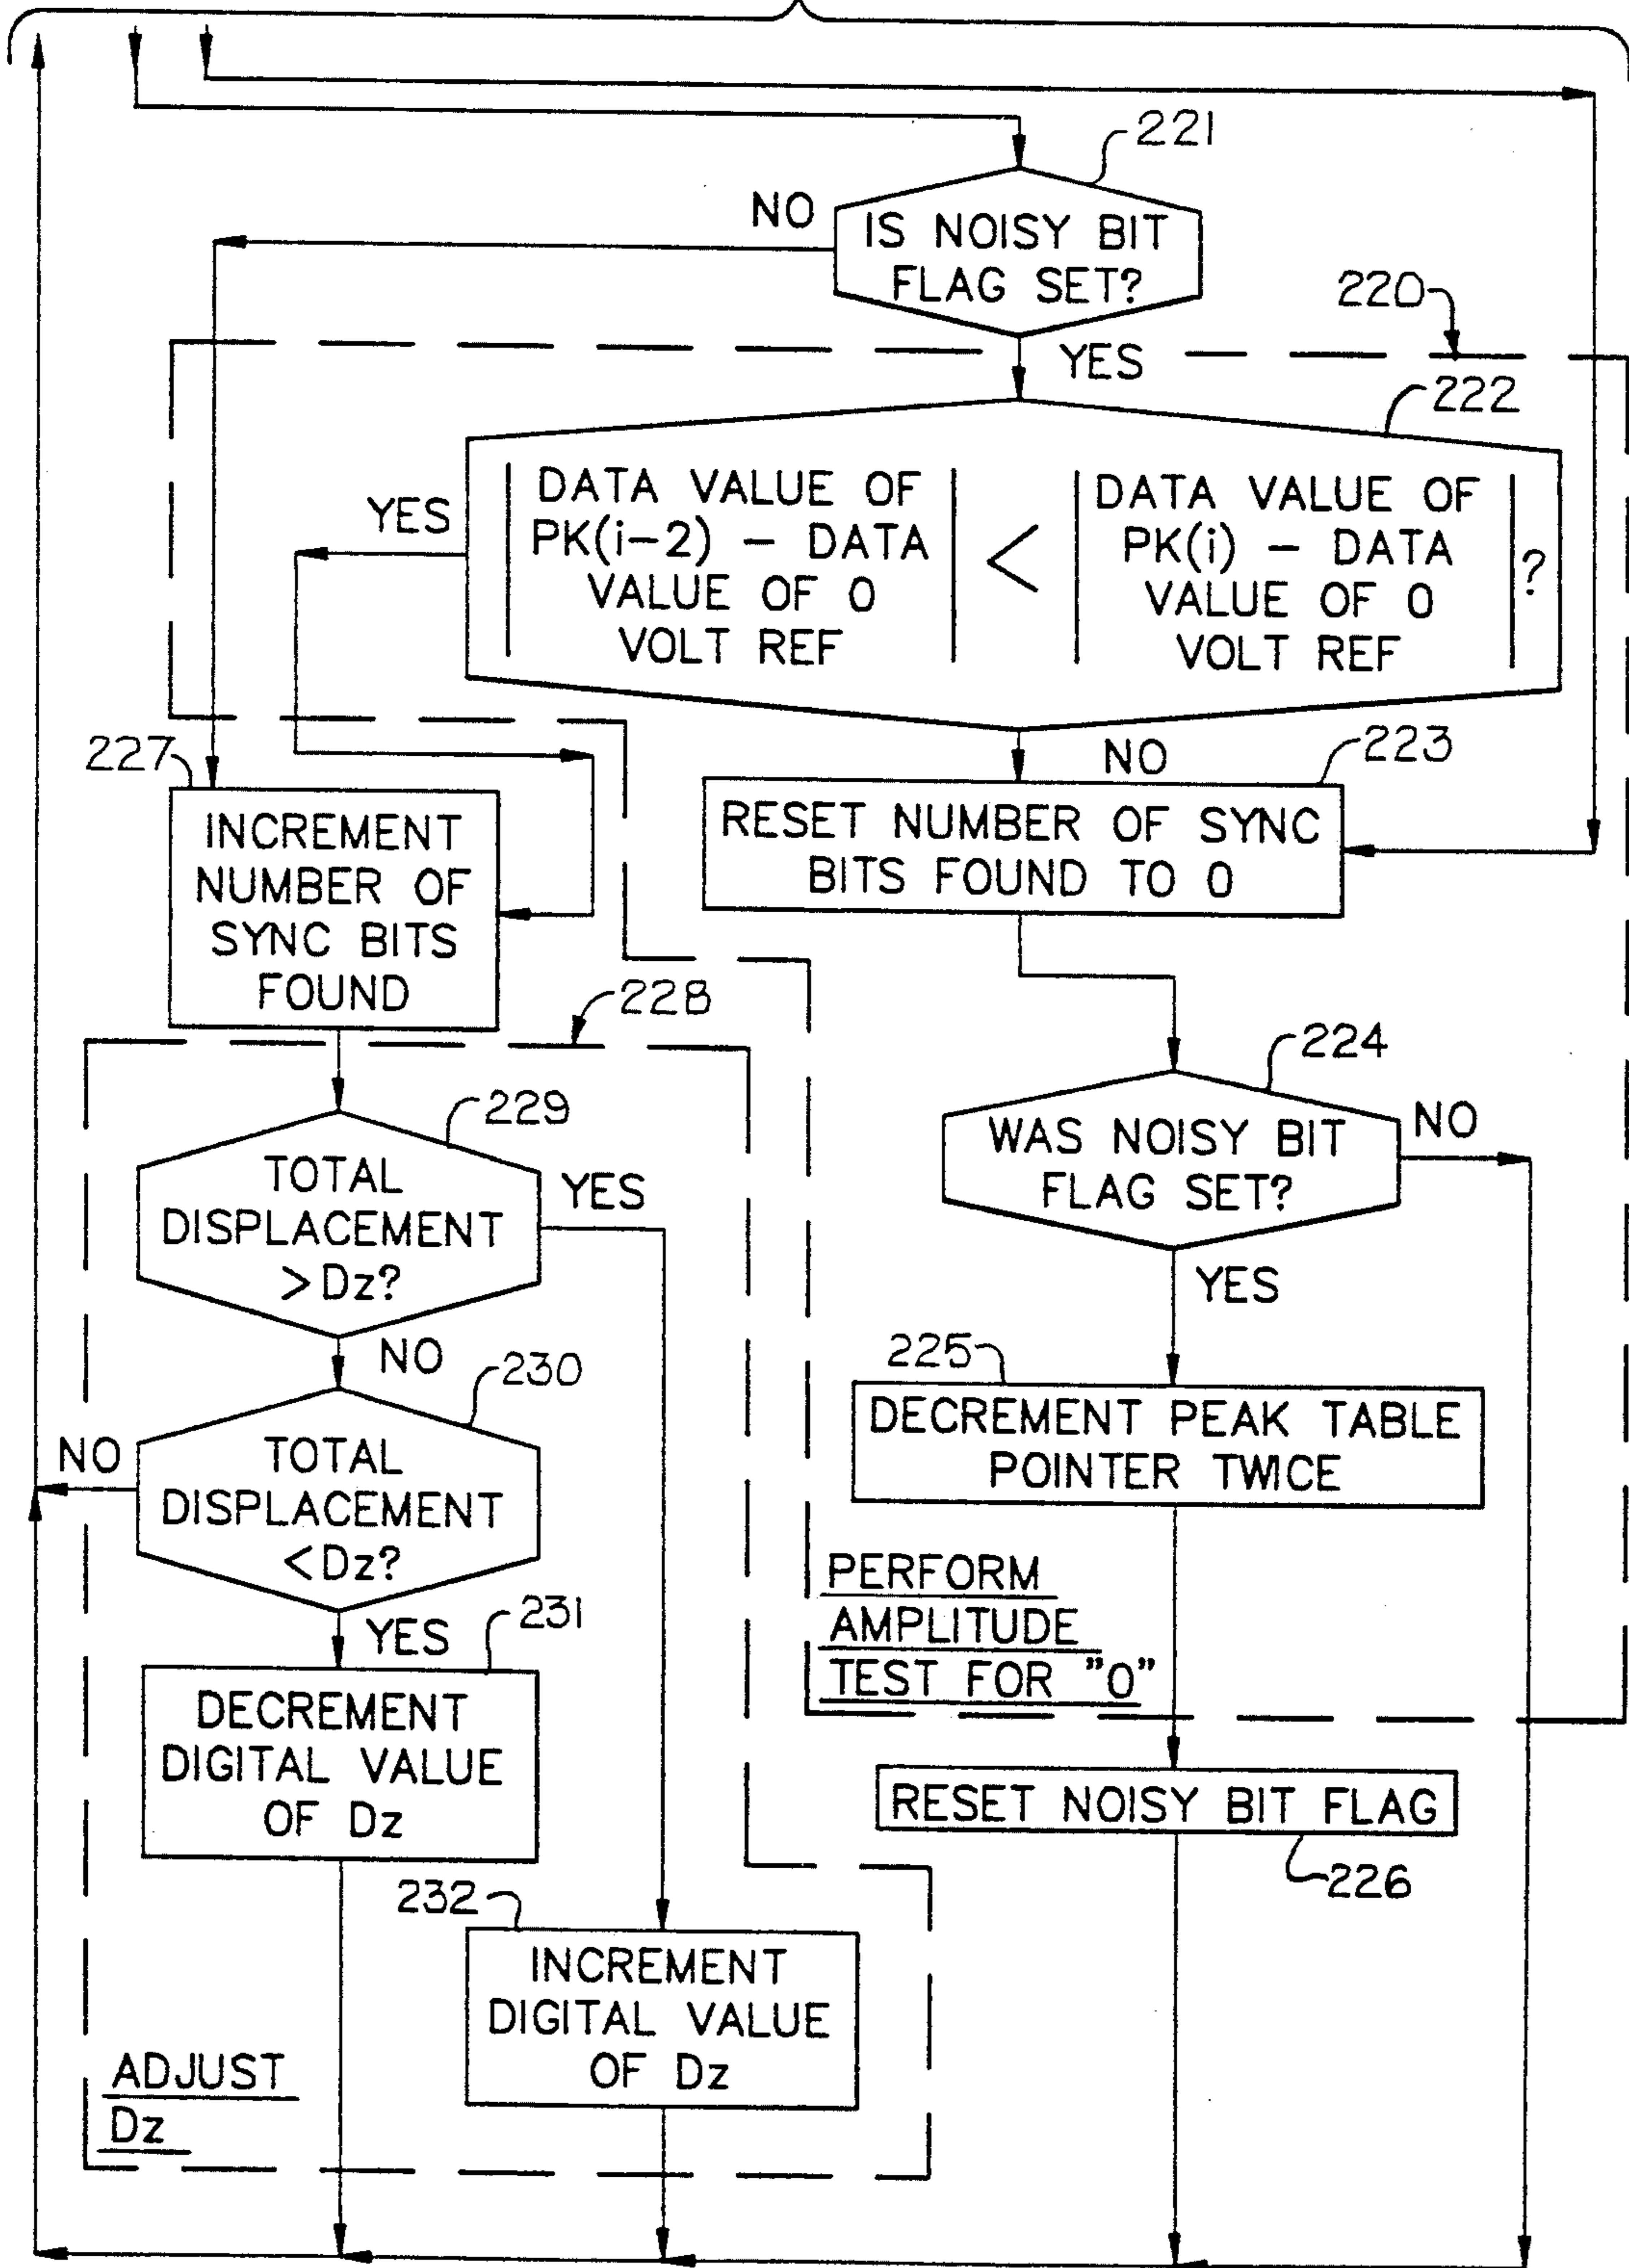 221
NO
IS NOISY BIT
FLAG SET?
220
YES
222
YES
DATA VALUE OF
PK(i-2) - DATA
VALUE OF 0
VOLT REF
<
DATA VALUE OF
PK(i) - DATA
VALUE OF 0
VOLT REF
?
227
NO
223
INCREMENT
NUMBER OF
SYNC BITS
FOUND
RESET NUMBER OF SYNC
BITS FOUND TO 0
228
224
229
WAS NOISY BIT
FLAG SET?
NO
TOTAL
DISPLACEMENT
>Dz?
YES
YES
NO
230
225
DECREMENT PEAK TABLE
POINTER TWICE
NO
TOTAL
DISPLACEMENT
<Dz?
PERFORM
AMPLITUDE
TEST FOR "0"
YES
231
DECREMENT
DIGITAL VALUE
OF Dz
RESET NOISY BIT FLAG
226
232
INCREMENT
DIGITAL VALUE
OF Dz
ADJUST
Dz